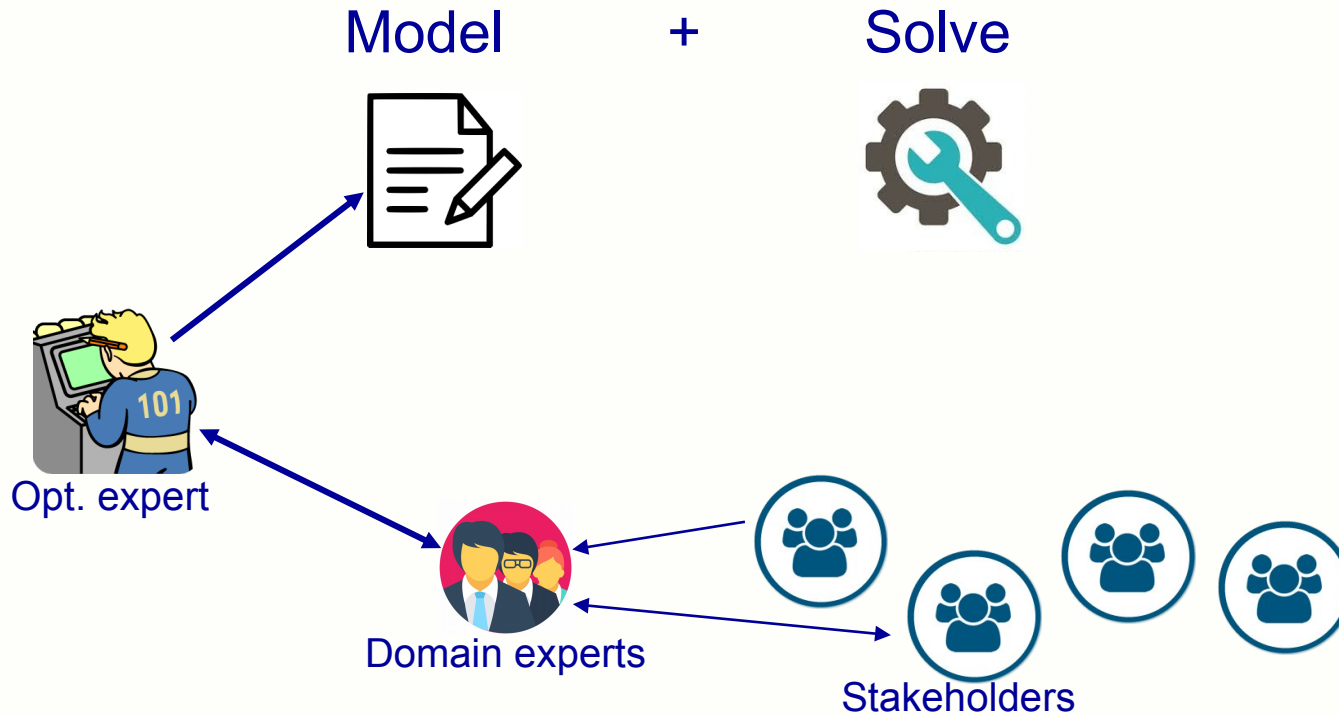 Model + Solve
101
Opt. expert
Domain experts
Stakeholders